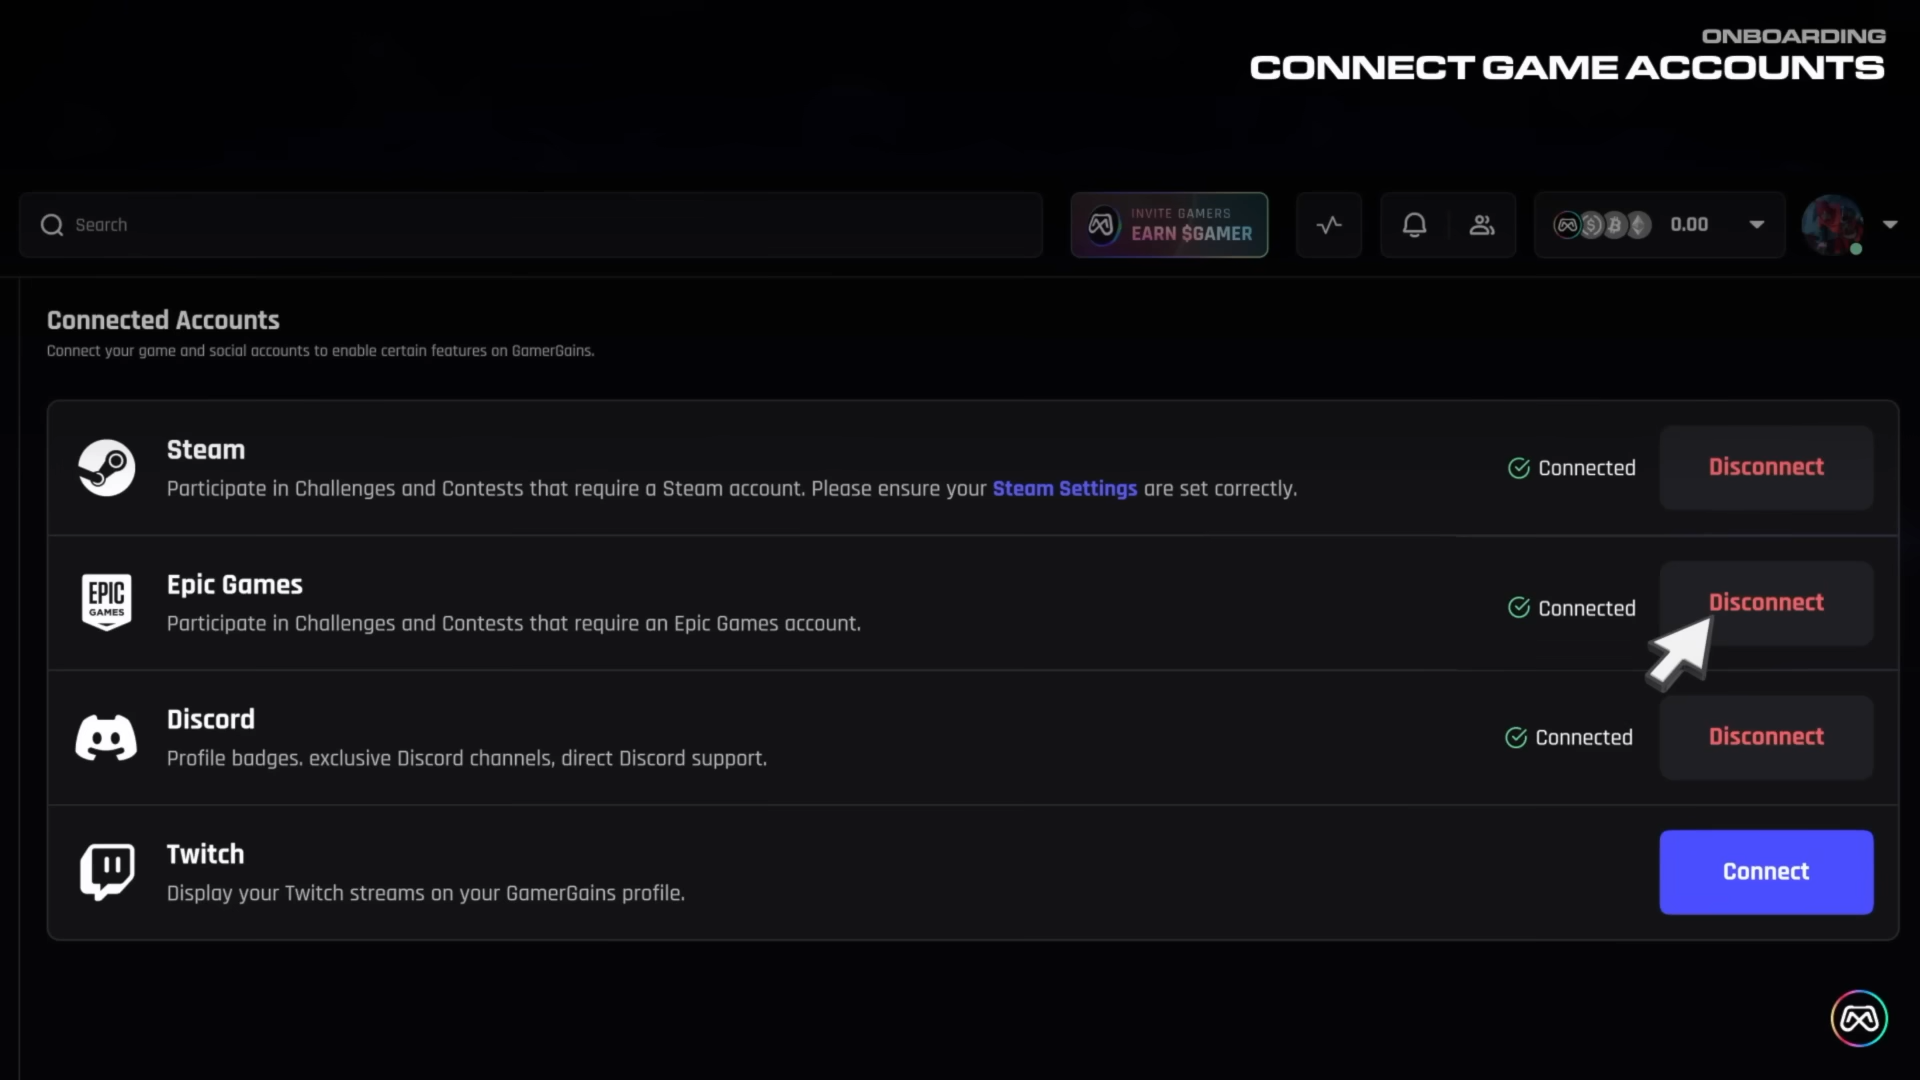 ONBOARDING
CONNECT GAME ACCOUNTS
Search
INVITE GAMERS
EARN $GAMER
0.00
Connected Accounts
Connect your game and social accounts to enable certain features on GamerGains.
Steam
Participate in Challenges and Contests that require a Steam account. Please ensure your Steam Settings are set correctly.
Connected
Disconnect
EPIC
GAMES
Epic Games
Participate in Challenges and Contests that require an Epic Games account.
Connected
Disconnect
Discord
Profile badges. exclusive Discord channels, direct Discord support.
Connected
Disconnect
Twitch
Display your Twitch streams on your GamerGains profile.
Connect